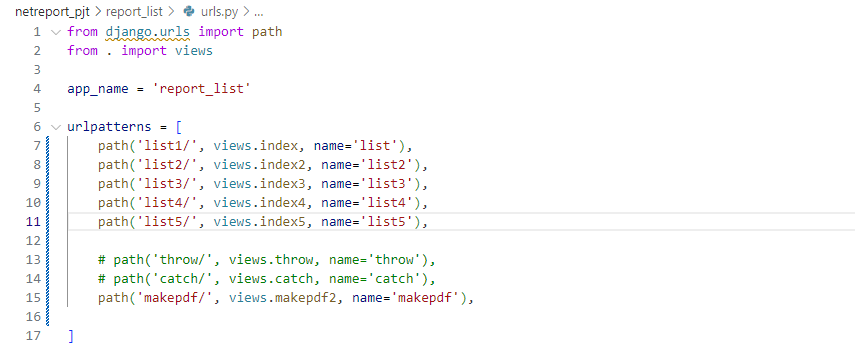 netreport_pjt > report_list > urls.py > ...
1 from django.urls import path
2 from . import views
3
4 app_name = 'report_list'
5
6 urlpatterns = [
7 path('list1/', views.index, name='list'),
8 path('list2/', views.index2, name='list2'),
9 path('list3/', views.index3, name='list3'),
10 path('list4/', views.index4, name='list4'),
11 path('list5/', views.index5, name='list5'),
12
13 # path('throw/', views.throw, name='throw'),
14 # path('catch/', views.catch, name='catch'),
15 path('makepdf/', views.makepdf2, name='makepdf'),
16
17 ]